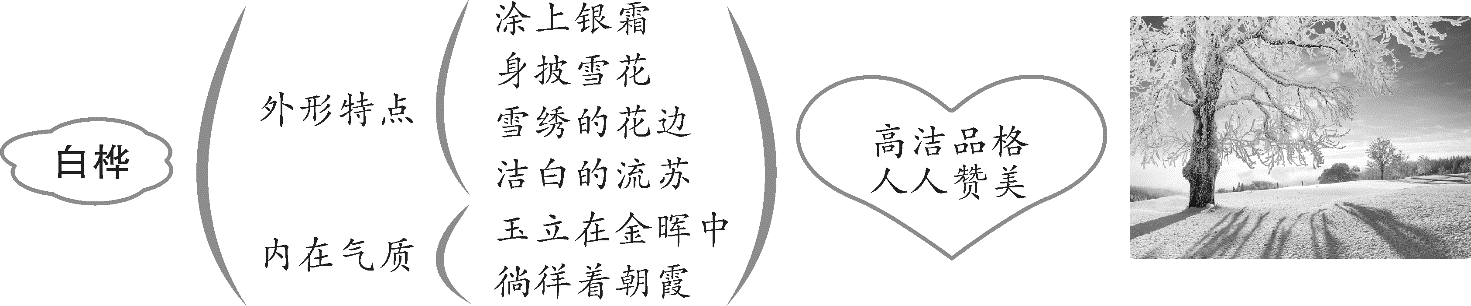 白桦
外形特点
涂上银霜
身披雪花
雪绣的花边
洁白的流苏
内在气质
玉立在金晖中
徜徉着朝霞
高洁品格
人人赞美